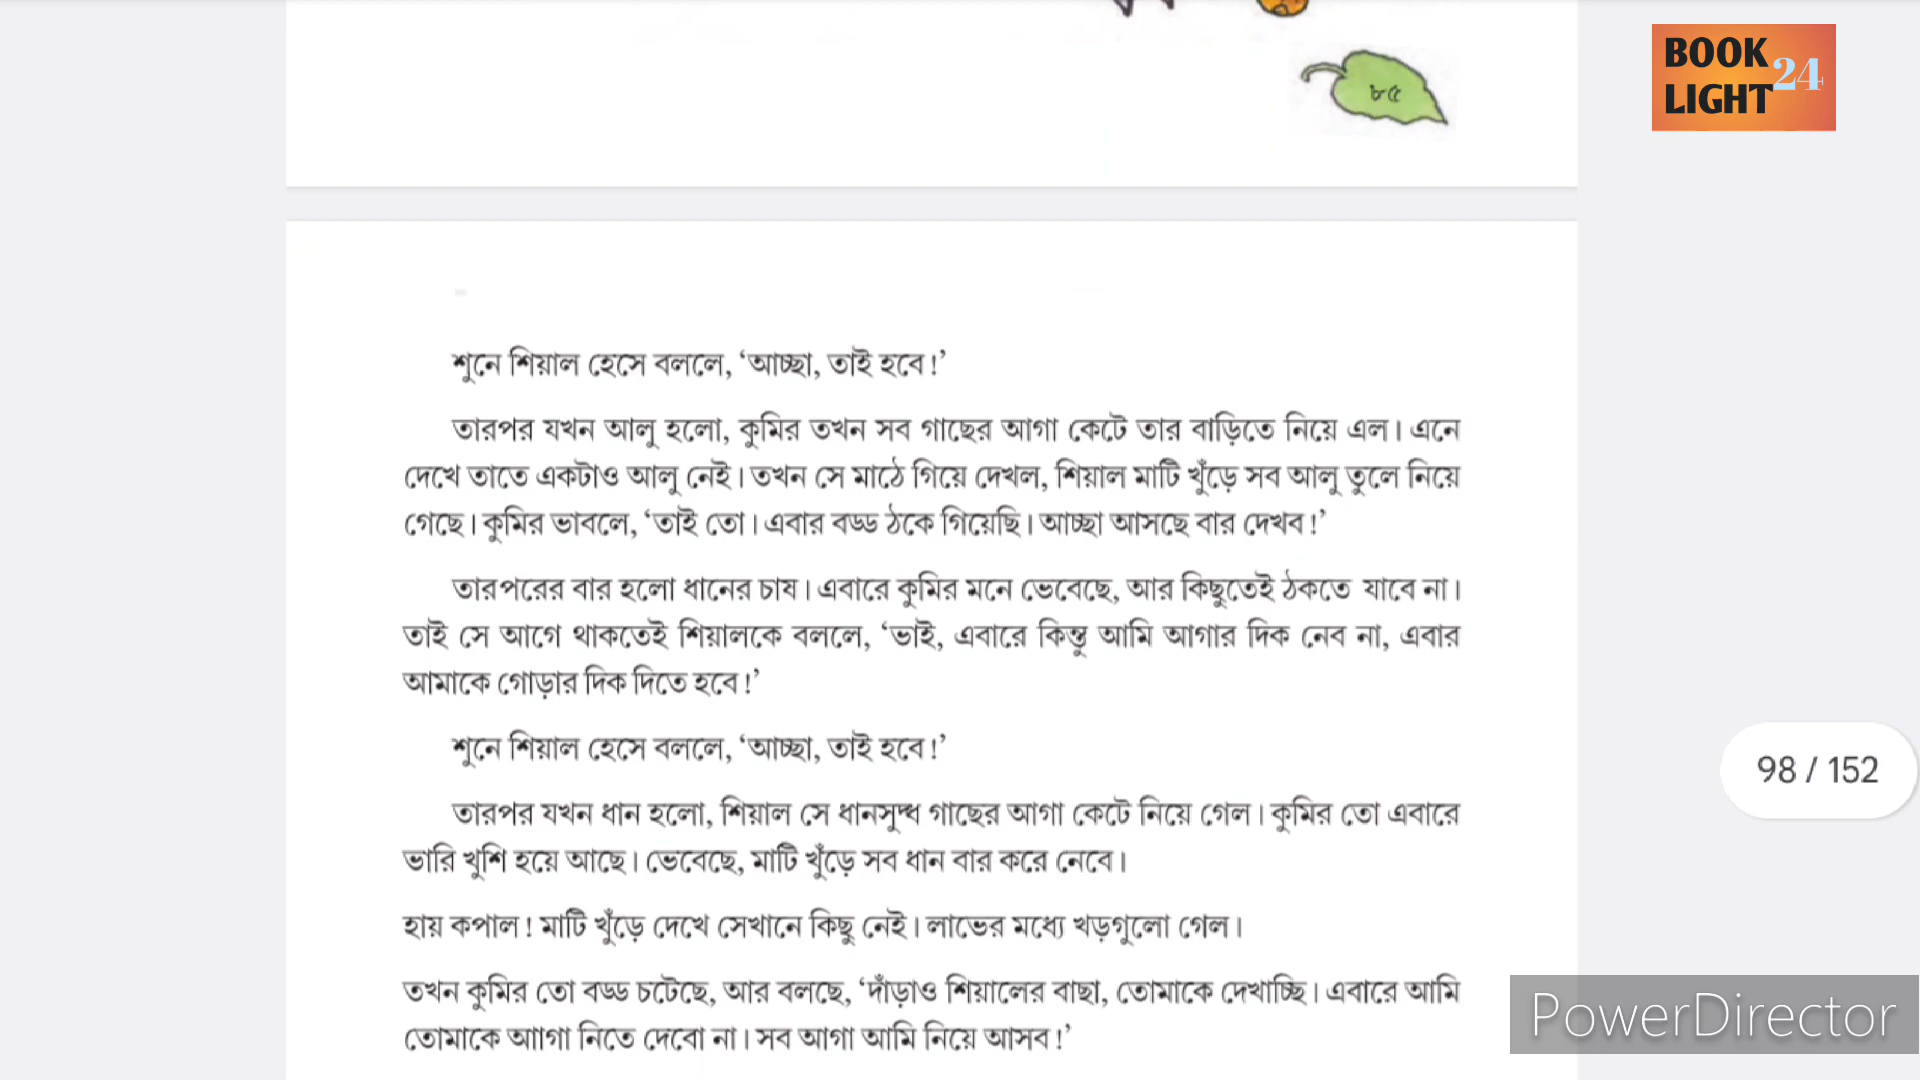 ৮৫
BOOK
LIGHT 24
শুনে শিয়াল হেসে বললে, ‘আচ্ছা, তাই হবে!’
তারপর যখন আলু হলো, কুমির তখন সব গাছের আগা কেটে তার বাড়িতে নিয়ে এল। এনে
দেখে তাতে একটাও আলু নেই। তখন সে মাঠে গিয়ে দেখল, শিয়াল মাটি খুঁড়ে সব আলু তুলে নিয়ে
গেছে। কুমির ভাবলে, ‘তাই তো। এবার বড্ড ঠকে গিয়েছি। আচ্ছা আসছে বার দেখব!’
তারপরের বার হলো ধানের চাষ। এবারে কুমির মনে ভেবেছে, আর কিছুতেই ঠকতে যাবে না।
তাই সে আগে থাকতেই শিয়ালকে বললে, ‘ভাই, এবারে কিন্তু আমি আগার দিক নেব না, এবার
আমাকে গোড়ার দিক দিতে হবে!’
শুনে শিয়াল হেসে বললে, ‘আচ্ছা, তাই হবে!’
তারপর যখন ধান হলো, শিয়াল সে ধানসুদ্ধ গাছের আগা কেটে নিয়ে গেল। কুমির তো এবারে
ভারি খুশি হয়ে আছে। ভেবেছে, মাটি খুঁড়ে সব ধান বার করে নেবে।
হায় কপাল! মাটি খুঁড়ে দেখে সেখানে কিছু নেই। লাভের মধ্যে খড়গুলো গেল।
তখন কুমির তো বড্ড চটেছে, আর বলছে, ‘দাঁড়াও শিয়ালের বাছা, তোমাকে দেখাচ্ছি। এবারে আমি
তোমাকে আাগা নিতে দেবো না। সব আগা আমি নিয়ে আসব!’
98 / 152
PowerDirector